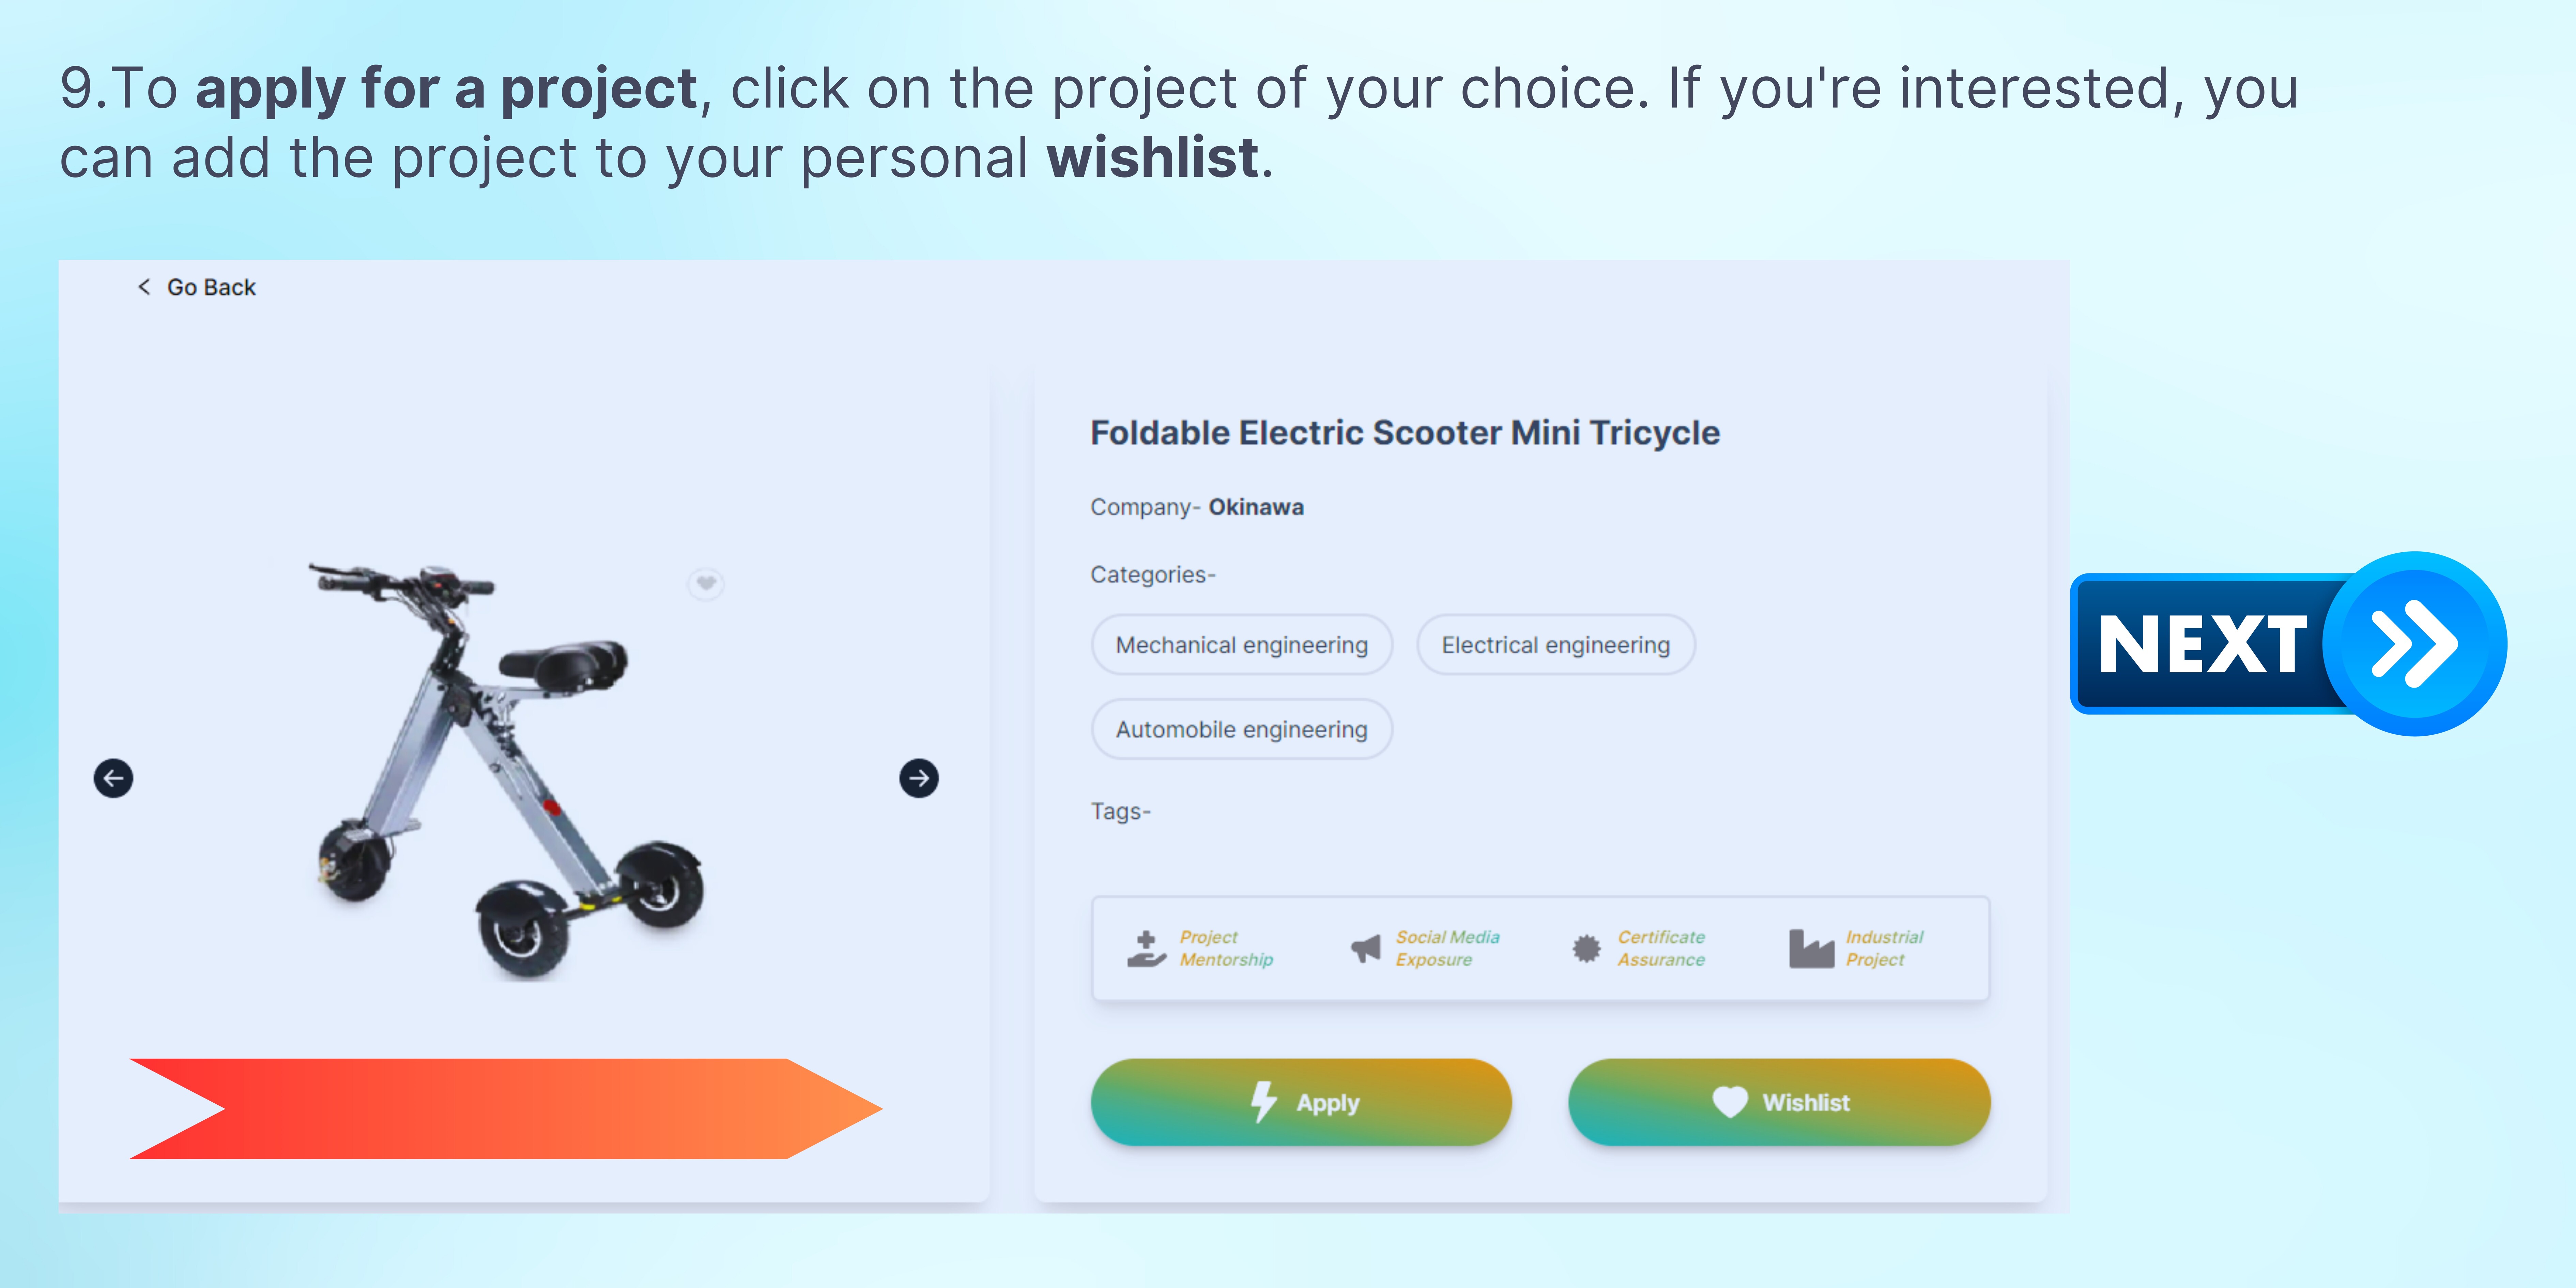 9.To apply for a project, click on the project of your choice. If you're interested, you
can add the project to your personal wishlist.
Go Back
Foldable Electric Scooter Mini Tricycle
Company- Okinawa
Categories-
Mechanical engineering
Electrical engineering
Automobile engineering
Tags-
Project
Mentorship
Social Media
Exposure
Certificate
Assurance
Industrial
Project
Apply
Wishlist
NEXT